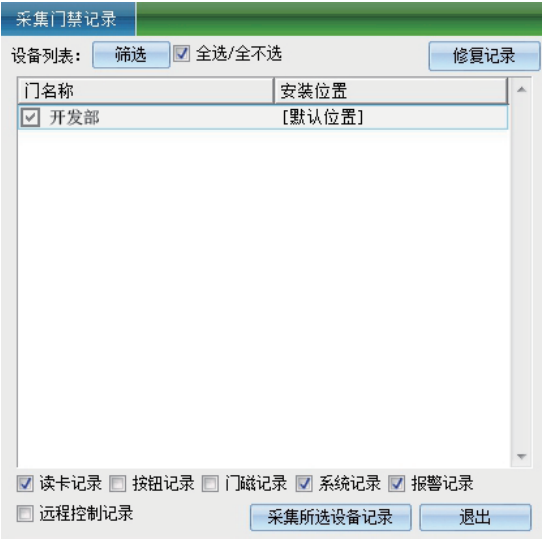 采集门禁记录
设备列表： 筛选 全选/全不选 修复记录
门名称 安装位置
开发部 [默认位置]
读卡记录 按钮记录 门磁记录 系统记录 报警记录
远程控制记录 采集所选设备记录 退出